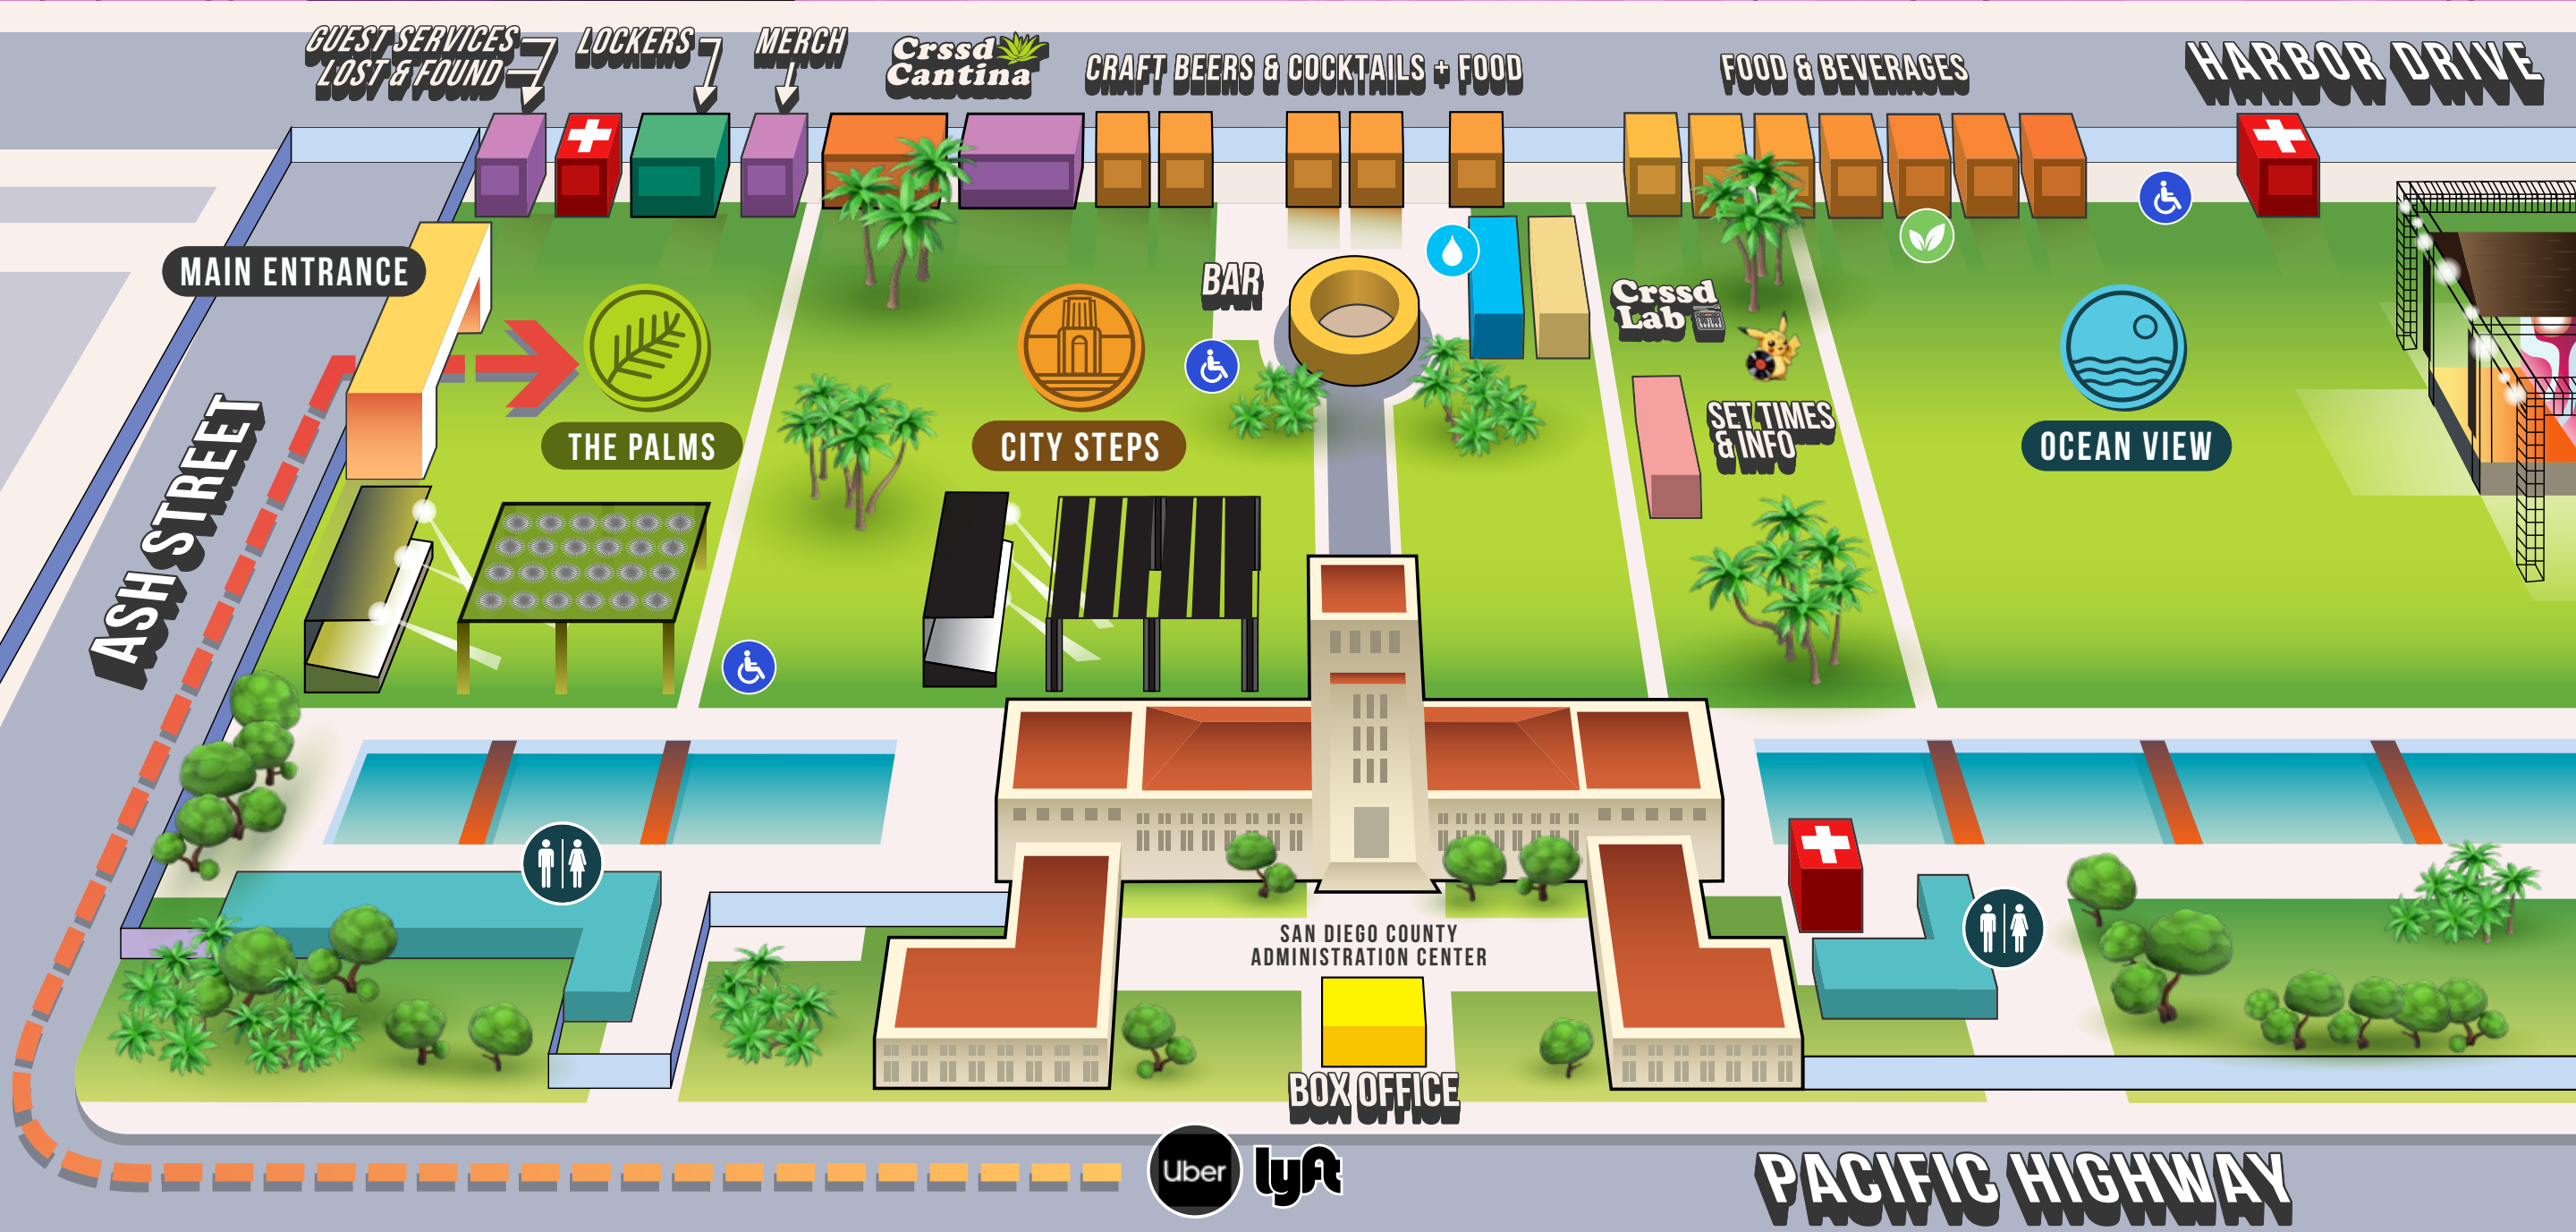 GUEST SERVICES
LOST & FOUND
LOCKERS
MERCH
Crssd
Cantina
CRAFT BEERS & COCKTAILS + FOOD
FOOD & BEVERAGES
HARBOR DRIVE
MAIN ENTRANCE
BAR
Crssd
Lab
THE PALMS
CITY STEPS
SET TIMES
& INFO
OCEAN VIEW
ASH STREET
SAN DIEGO COUNTY
ADMINISTRATION CENTER
BOX OFFICE
Uber
lyft
PACIFIC HIGHWAY